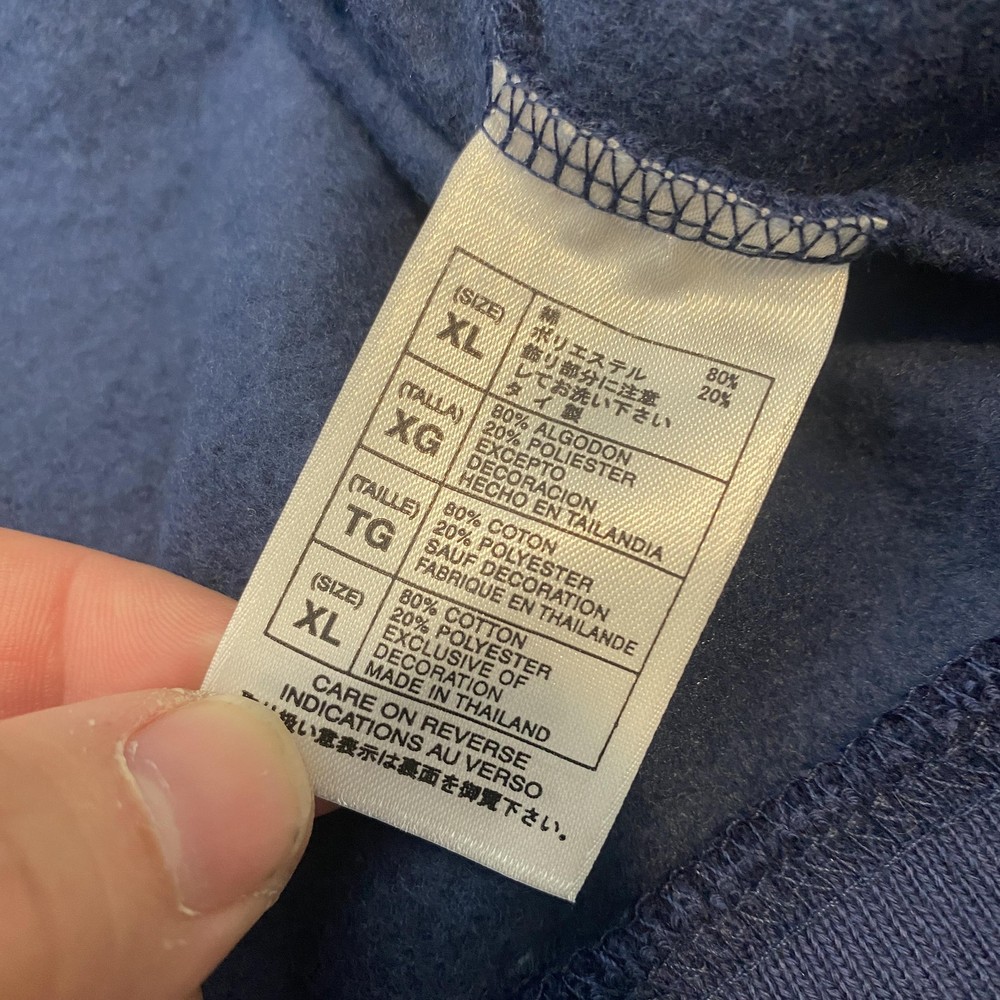 (SIZE)
XL
綿 80%
ポリエステル 20%
飾り部分に注意
してお洗い下さい
タイ製
(TALLA)
XG
80% ALGODON
20% POLIESTER
EXCEPTO
DECORACION
HECHO EN TAILANDIA
(TAILLE)
TG
80% COTON
20% POLYESTER
SAUF DECORATION
FABRIQUE EN THAILANDE
(SIZE)
XL
80% COTTON
20% POLYESTER
EXCLUSIVE OF
DECORATION
MADE IN THAILAND
CARE ON REVERSE
INDICATIONS AU VERSO
取り扱い意表示は裏面を御覧下さい。